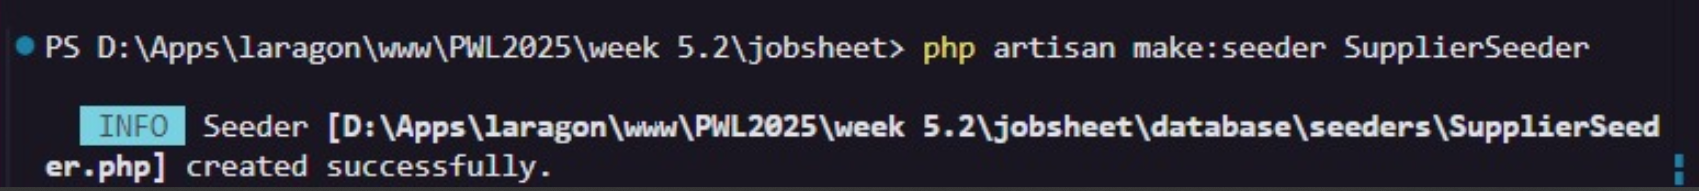 PS D:\Apps\laragon\www\PWL2025\week 5.2\jobsheet> php artisan make:seeder SupplierSeeder
INFO Seeder [D:\Apps\laragon\www\PWL2025\week 5.2\jobsheet\database\seeders\SupplierSeed
er.php] created successfully.